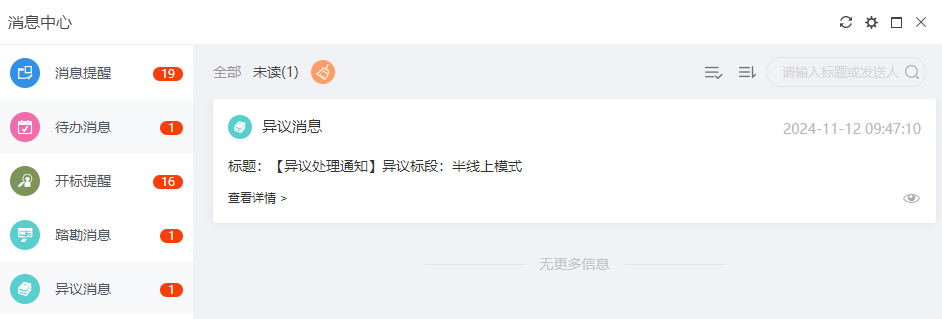 消息中心
消息提醒 19
待办消息 1
开标提醒 16
踏勘消息 1
异议消息 1
全部 未读(1) 请输入标题或发送人
异议消息 2024-11-12 09:47:10
标题：【异议处理通知】异议标段：半线上模式
查看详情 >
无更多信息